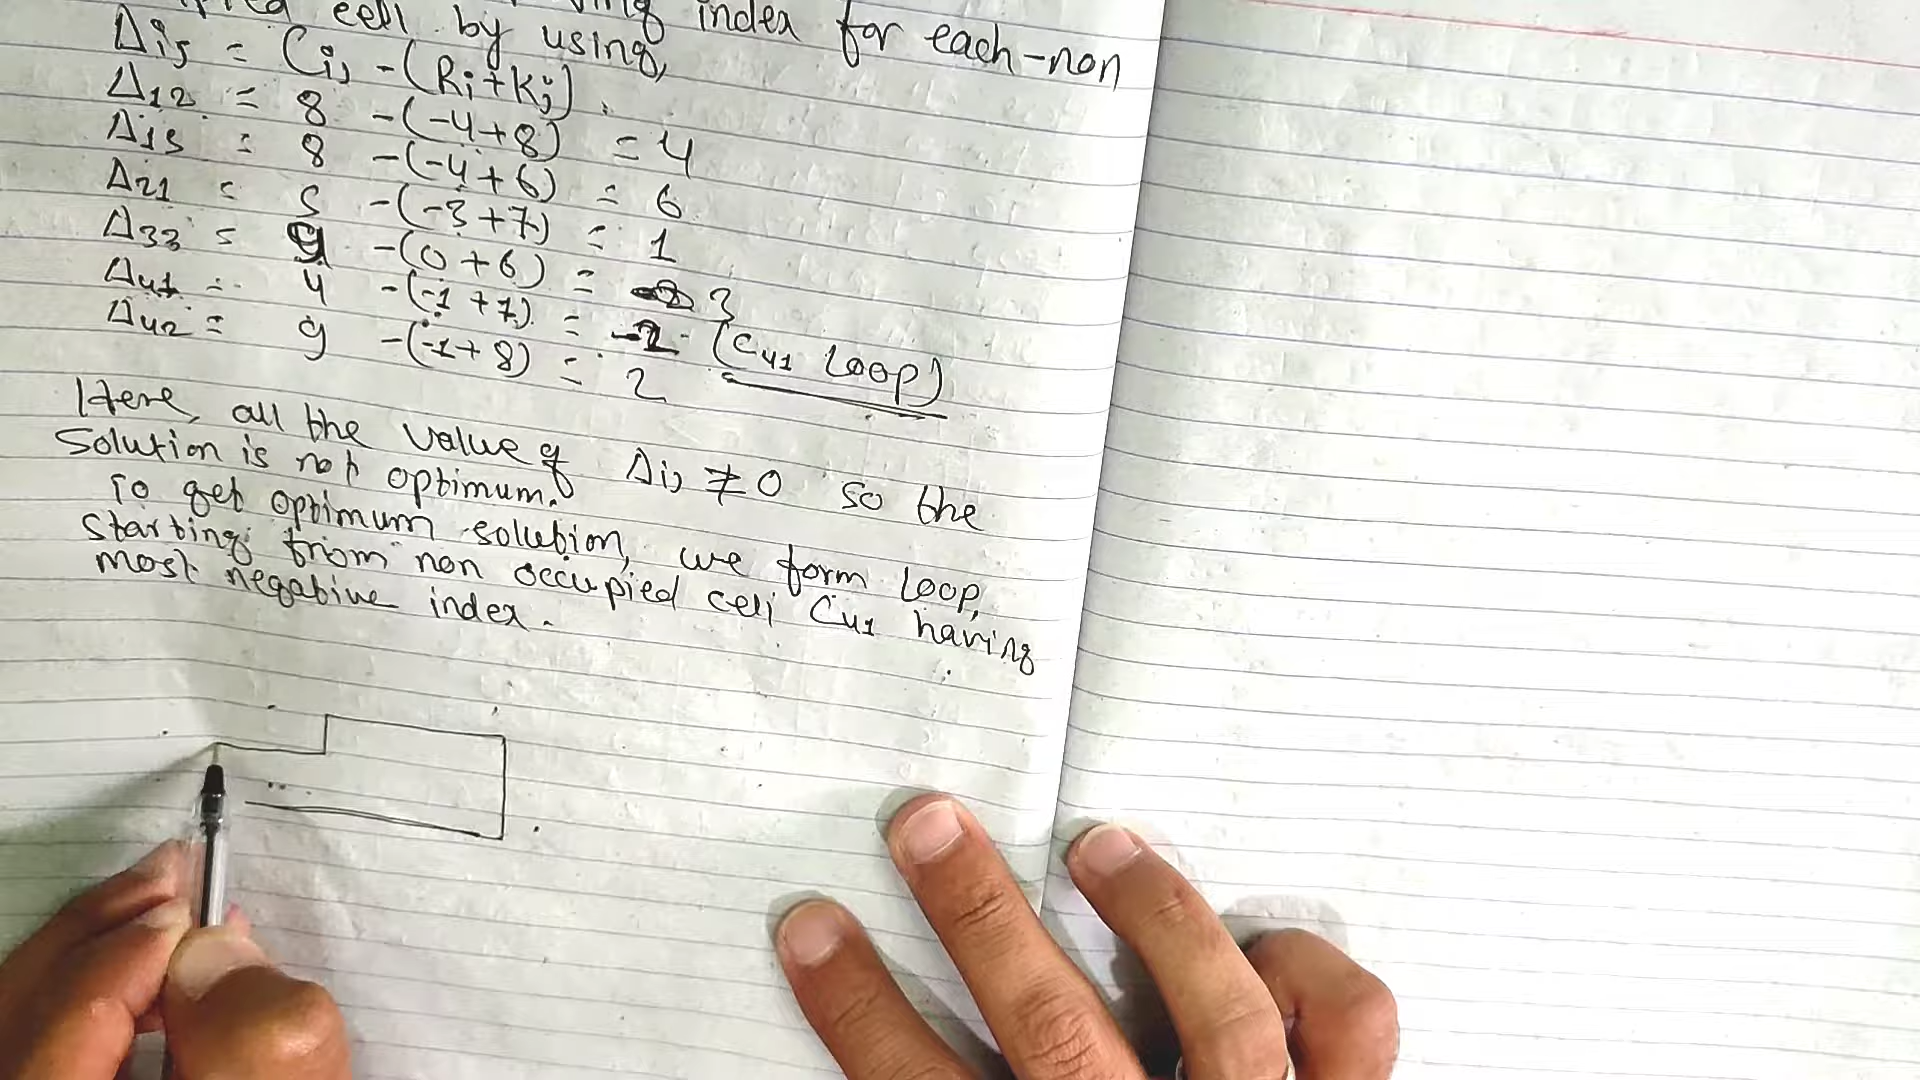 cell by using index for each-non
Δij = Cij - (Ri+Kj).
Δ12 = 8 - (-4+8) = 4
Δ13 = 8 - (-4+6) = 6
Δ21 = 5 - (-3+7) = 1
Δ33 = 9 - (0+6) = 3
Δ41 = 4 - (-1+7) = -2 (C41 Loop)
Δ42 = 9 - (-1+8) = 2
Here, all the value of Δij ≠ 0 so the
Solution is not optimum.
To get optimum solution, we form Loop,
starting from non occupied cell C41 having
most negative index.